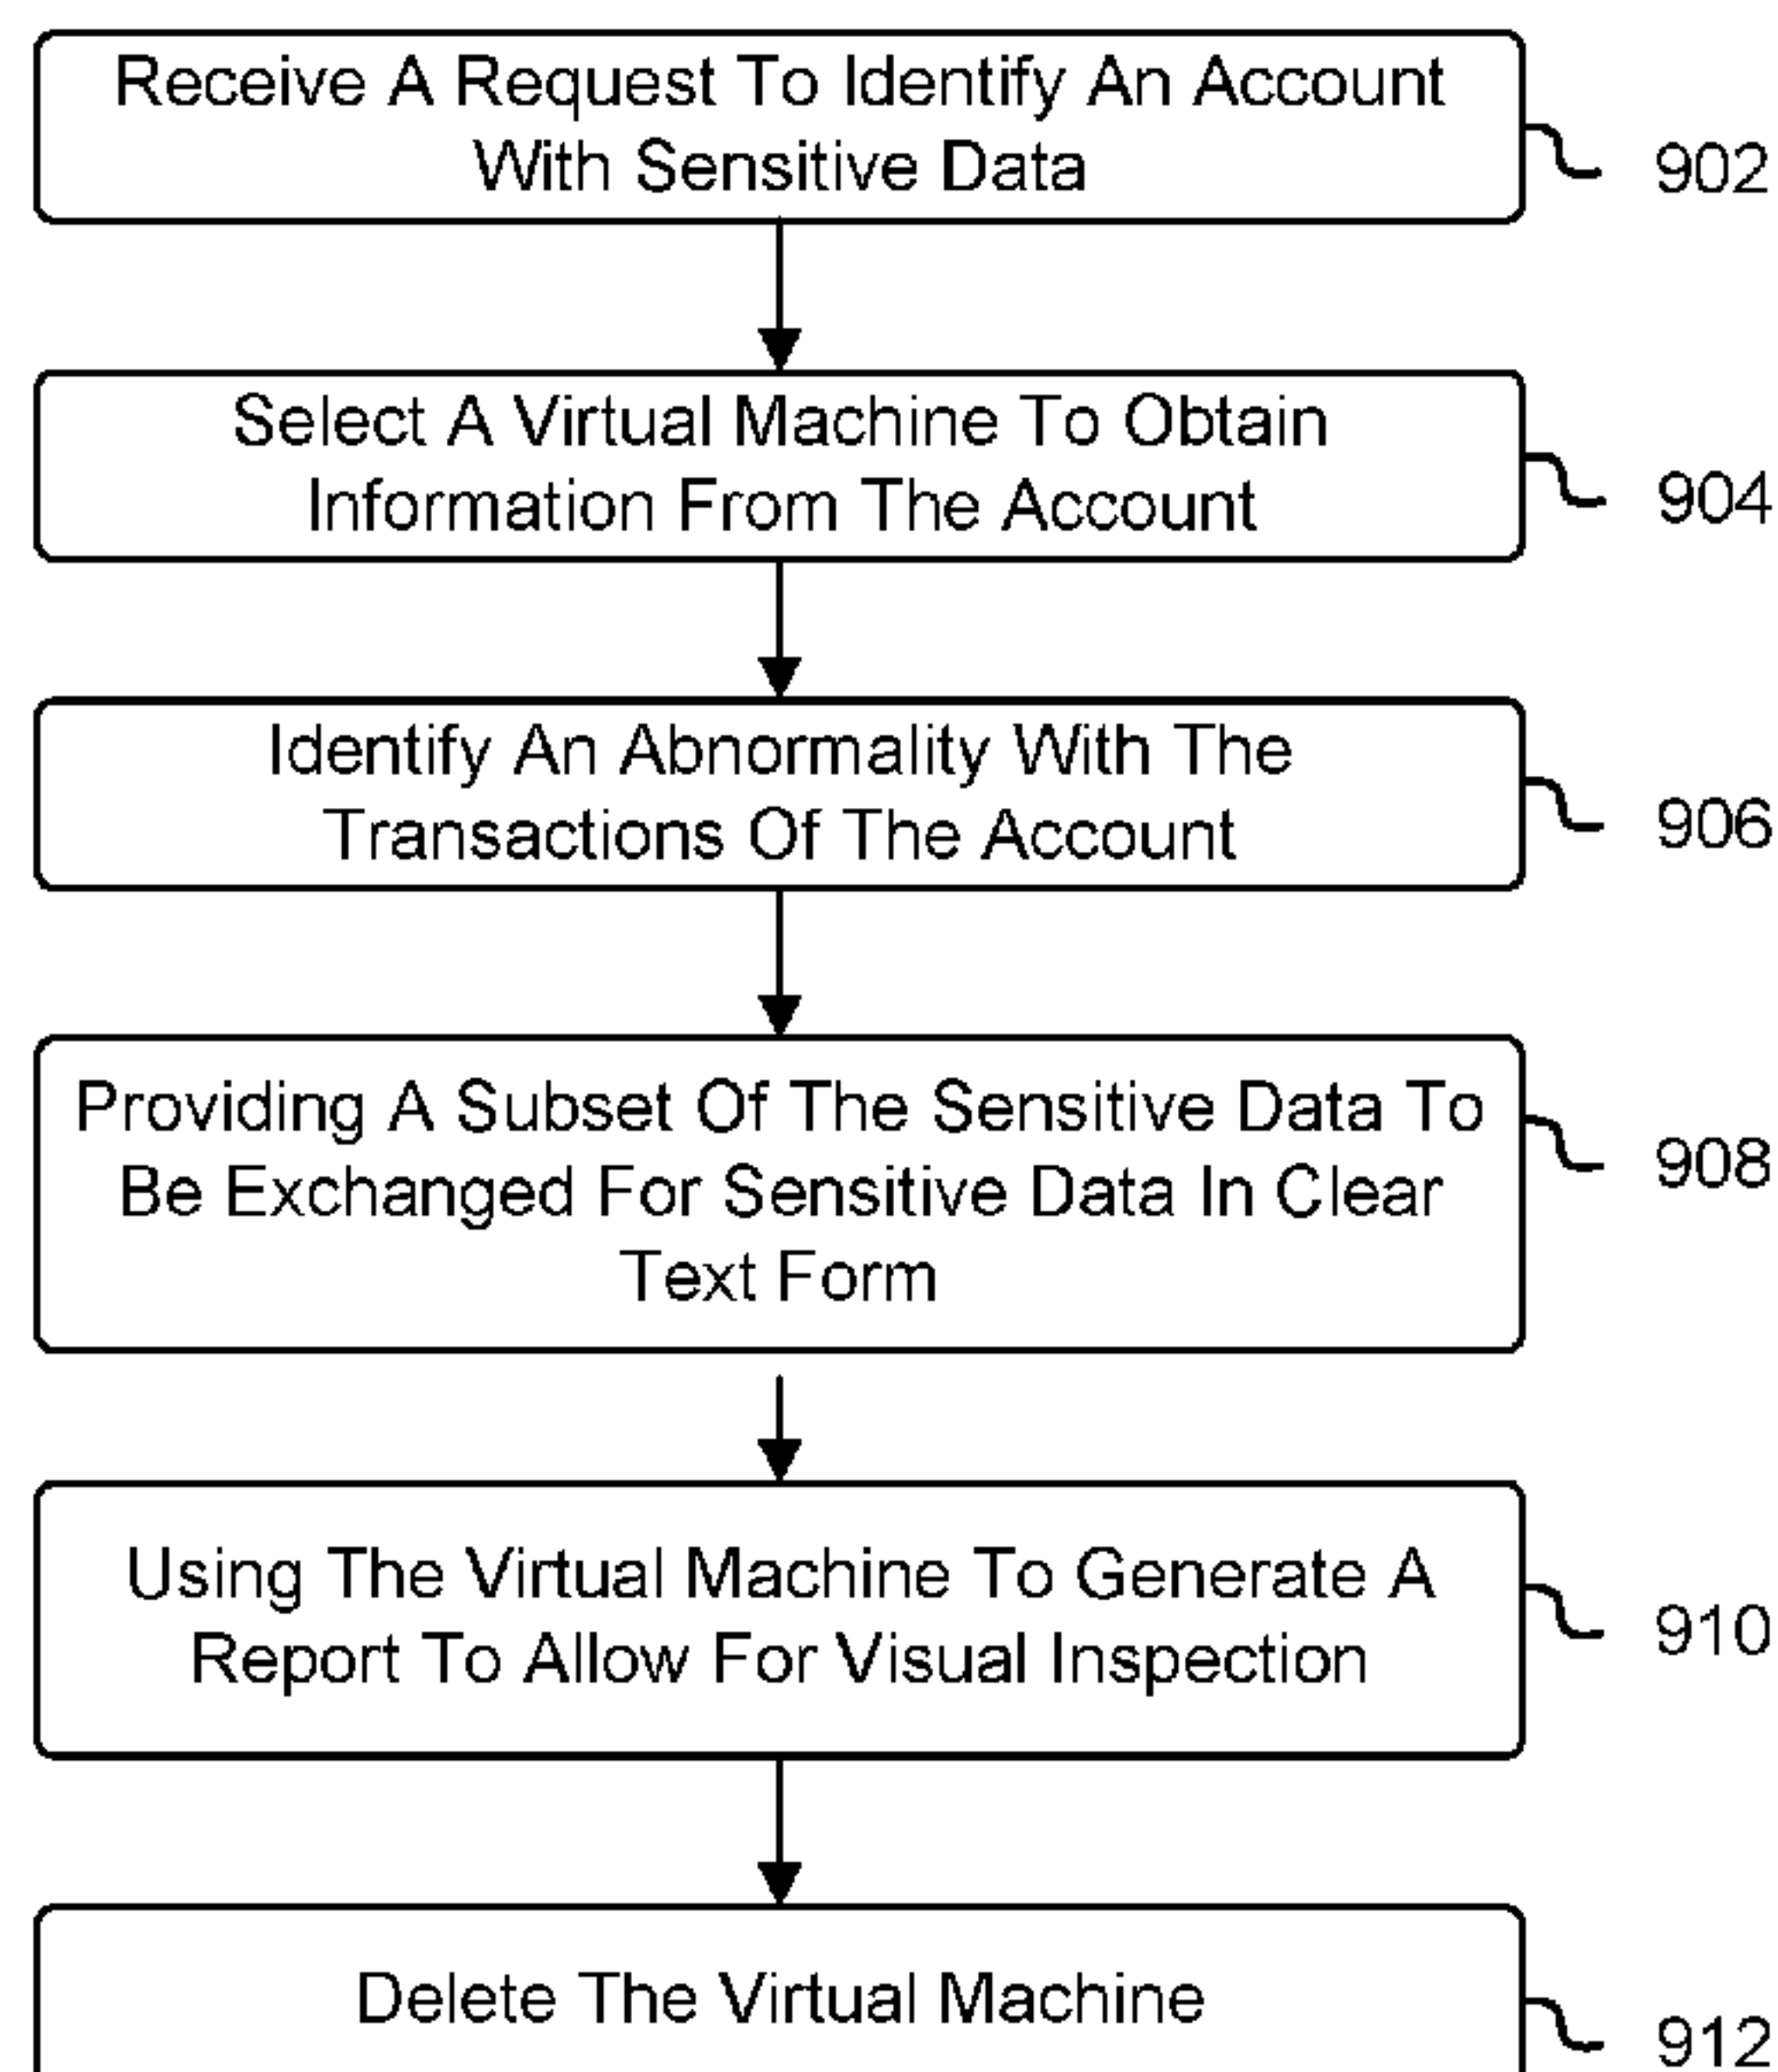 Receive A Request To Identify An Account
With Sensitive Data
902
Select A Virtual Machine To Obtain
Information From The Account
904
Identify An Abnormality With The
Transactions Of The Account
906
Providing A Subset Of The Sensitive Data To
Be Exchanged For Sensitive Data In Clear
Text Form
908
Using The Virtual Machine To Generate A
Report To Allow For Visual Inspection
910
Delete The Virtual Machine
912